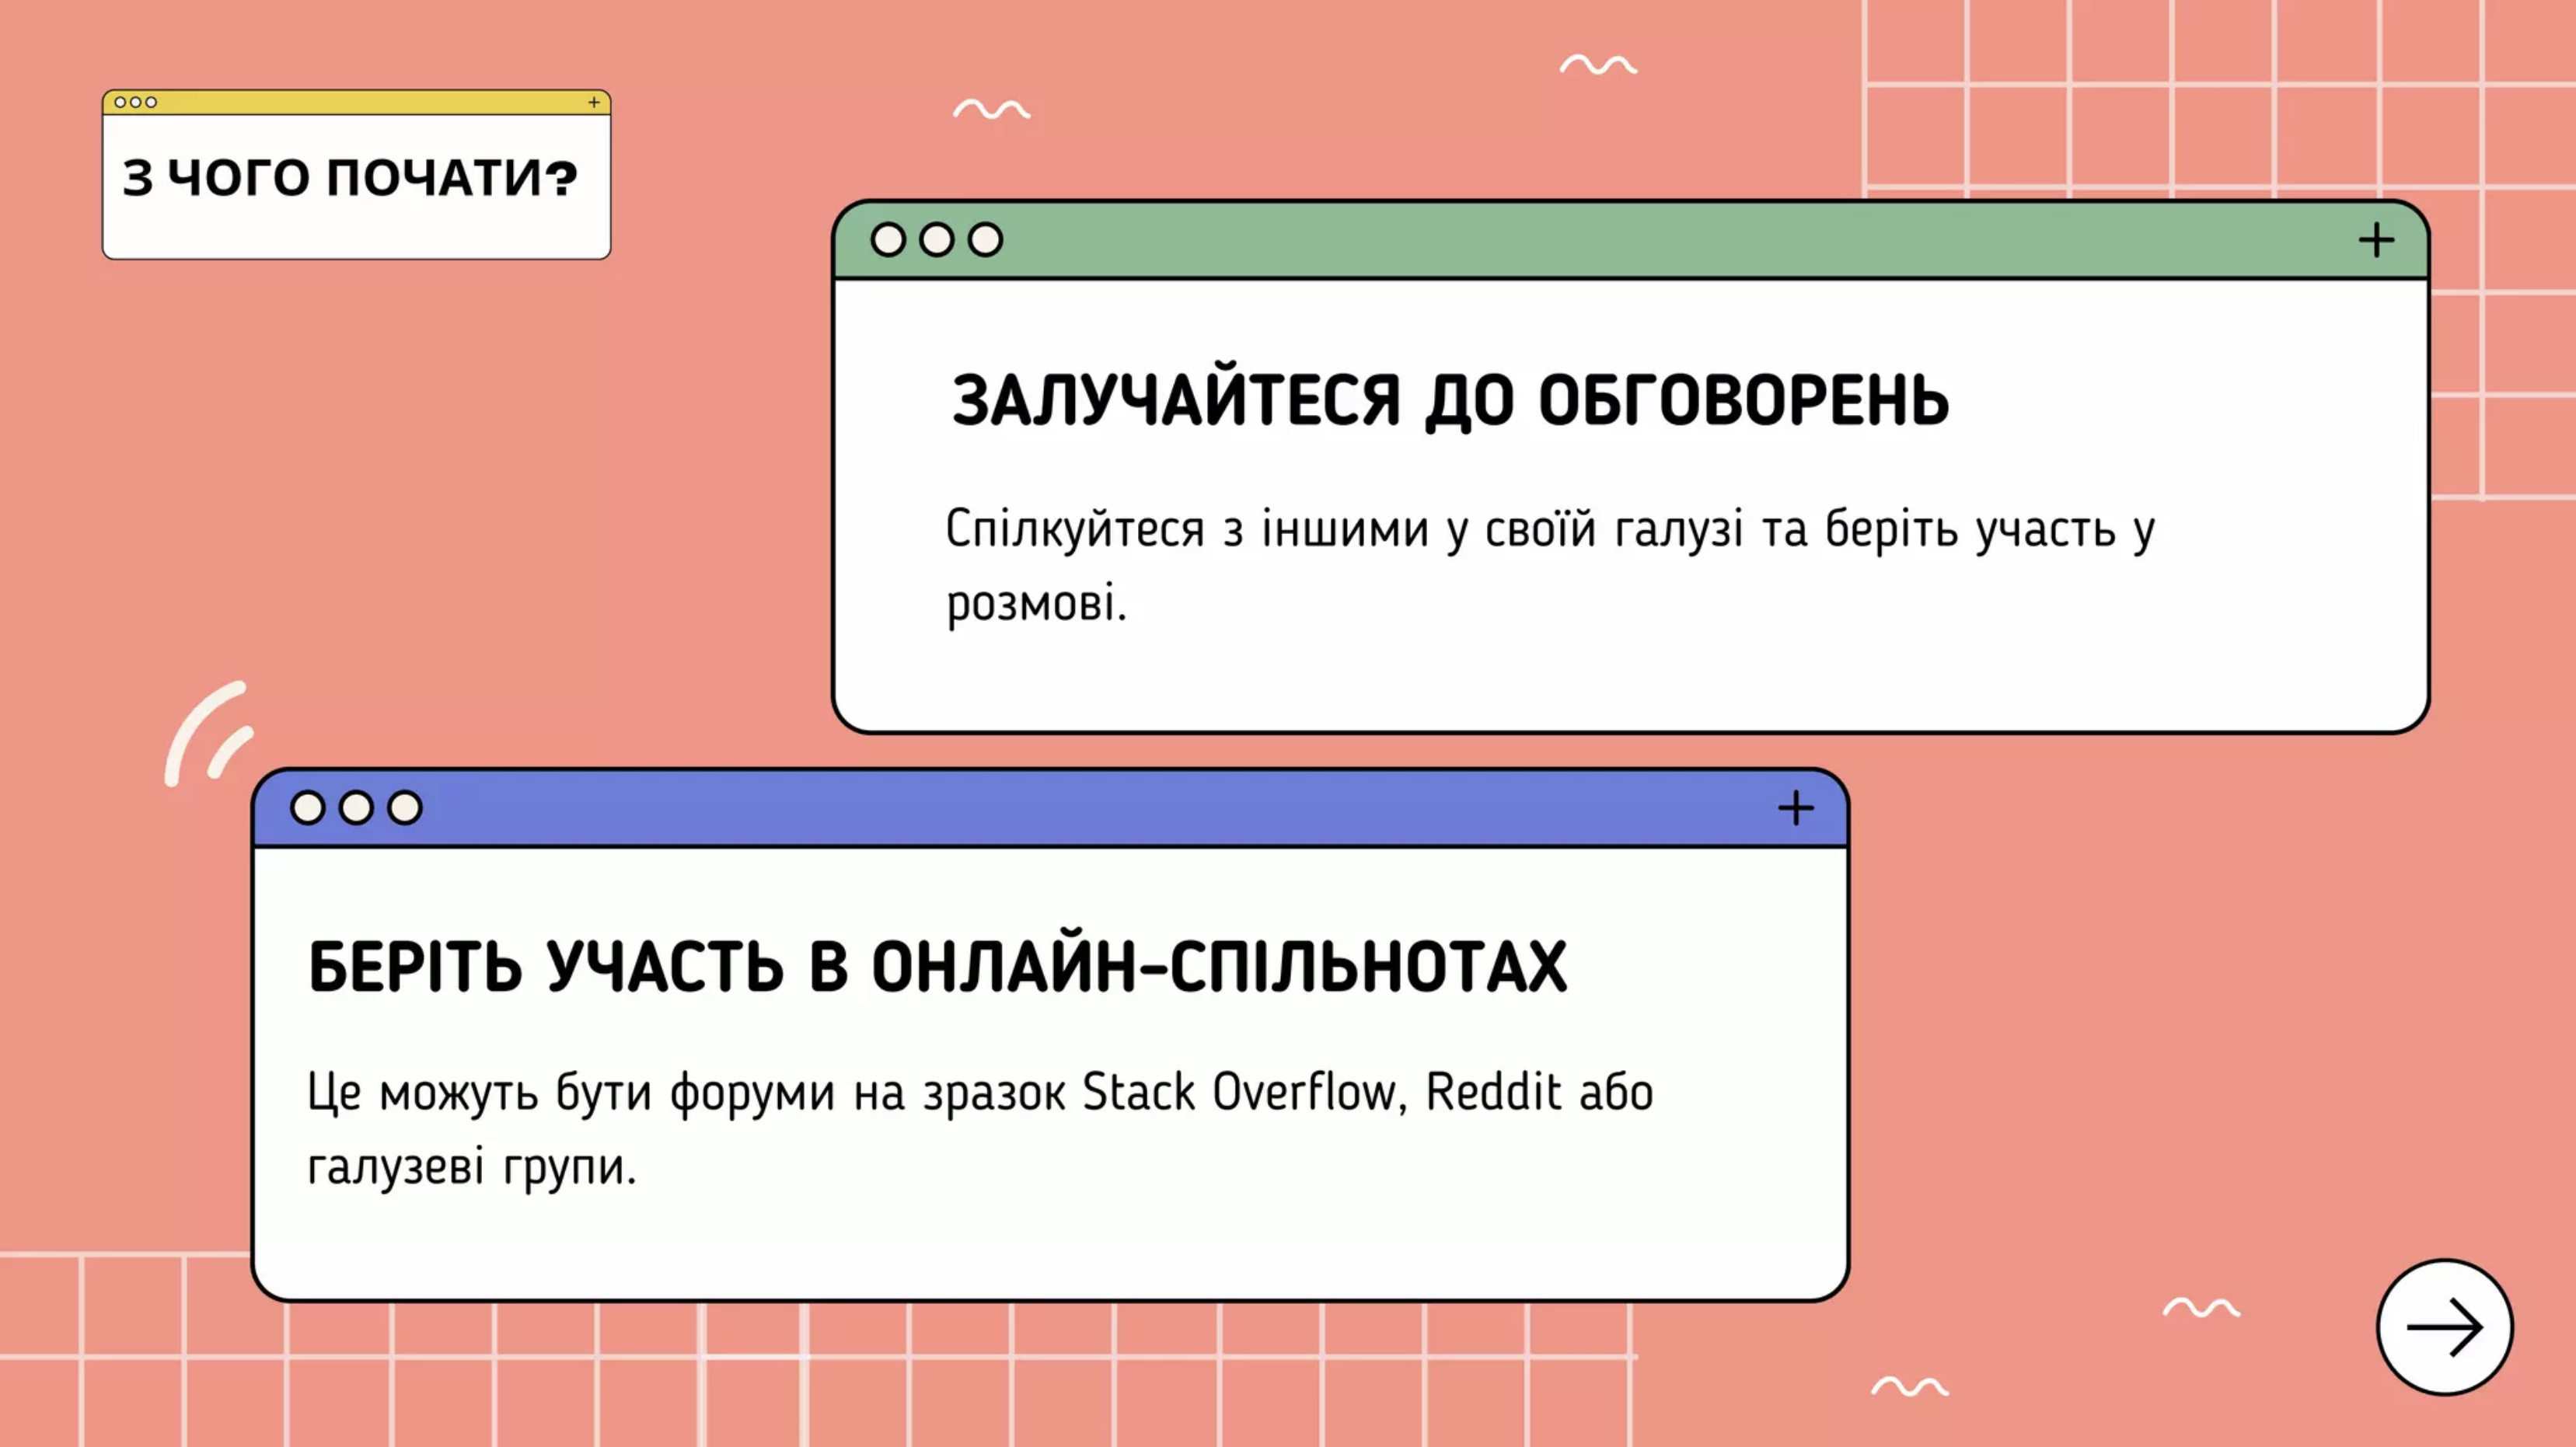 З ЧОГО ПОЧАТИ?
ЗАЛУЧАЙТЕСЯ ДО ОБГОВОРЕНЬ
Спілкуйтеся з іншими у своїй галузі та беріть участь у
розмові.
БЕРІТЬ УЧАСТЬ В ОНЛАЙН-СПІЛЬНОТАХ
Це можуть бути форуми на зразок Stack Overflow, Reddit або
галузеві групи.